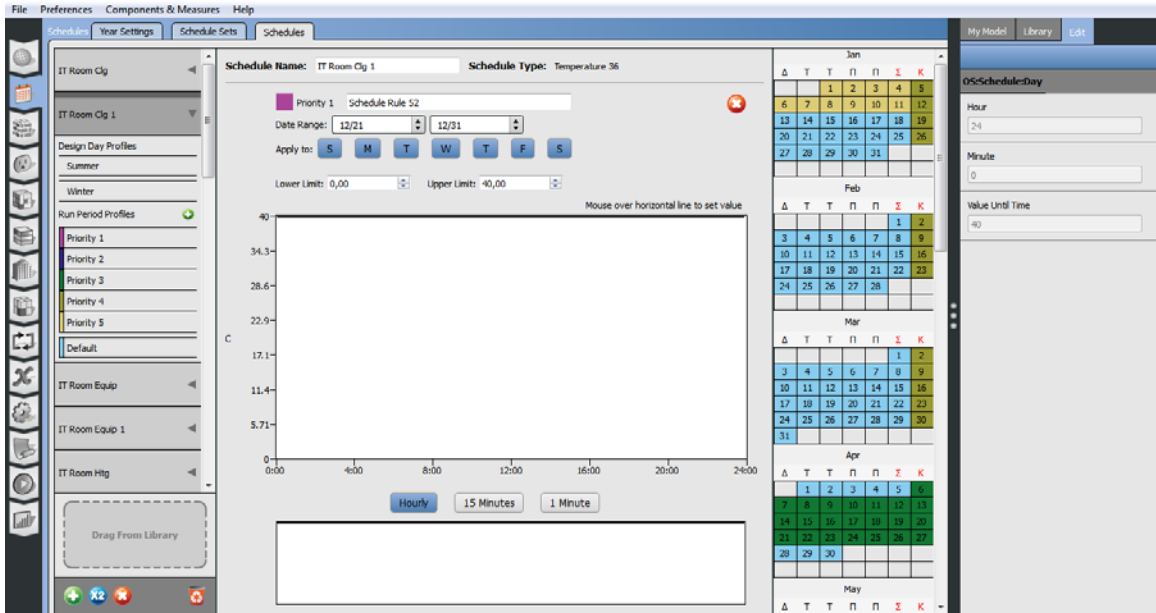 File Preferences Components & Measures Help
Schedules Year Settings Schedule Sets Schedules
My Model Library Edit
IT Room Clg
IT Room Clg 1
Design Day Profiles
Summer
Winter
Run Period Profiles
Priority 1
Priority 2
Priority 3
Priority 4
Priority 5
Default
IT Room Equip
IT Room Equip 1
IT Room Htg
Drag From Library
X2
Schedule Name: IT Room Clg 1 Schedule Type: Temperature 36
Priority 1 Schedule Rule 52
Date Range: 12/21 12/31
Apply to: S M T W T F S
Lower Limit: 0,00 Upper Limit: 40,00
Mouse over horizontal line to set value
40
34.3
28.6
22.9
C
17.1
11.4
5.71
0
0:00 4:00 8:00 12:00 16:00 20:00 24:00
Hourly 15 Minutes 1 Minute
Jan
Δ Τ Τ Π Π Σ Κ
1 2 3 4 5
6 7 8 9 10 11 12
13 14 15 16 17 18 19
20 21 22 23 24 25 26
27 28 29 30 31
Feb
Δ Τ Τ Π Π Σ Κ
1 2
3 4 5 6 7 8 9
10 11 12 13 14 15 16
17 18 19 20 21 22 23
24 25 26 27 28
Mar
Δ Τ Τ Π Π Σ Κ
1 2
3 4 5 6 7 8 9
10 11 12 13 14 15 16
17 18 19 20 21 22 23
24 25 26 27 28 29 30
31
Apr
Δ Τ Τ Π Π Σ Κ
1 2 3 4 5 6
7 8 9 10 11 12 13
14 15 16 17 18 19 20
21 22 23 24 25 26 27
28 29 30
May
Δ Τ Τ Π Π Σ Κ
OS:Schedule:Day
Hour
24
Minute
0
Value Until Time
40